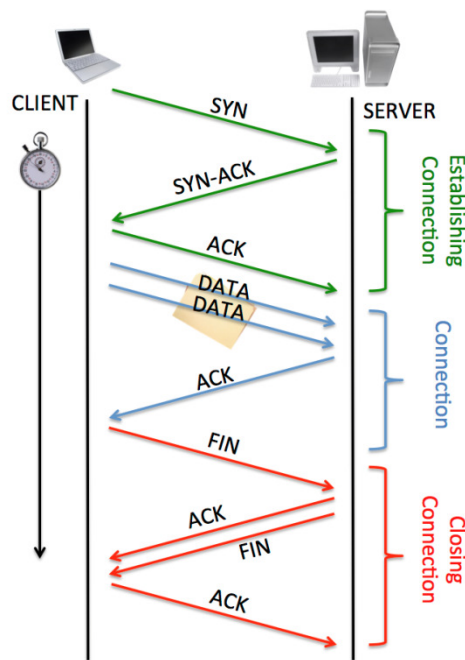 CLIENT
SERVER
SYN
SYN-ACK
ACK
Establishing
Connection
DATA
DATA
ACK
Connection
FIN
ACK
FIN
ACK
Closing
Connection